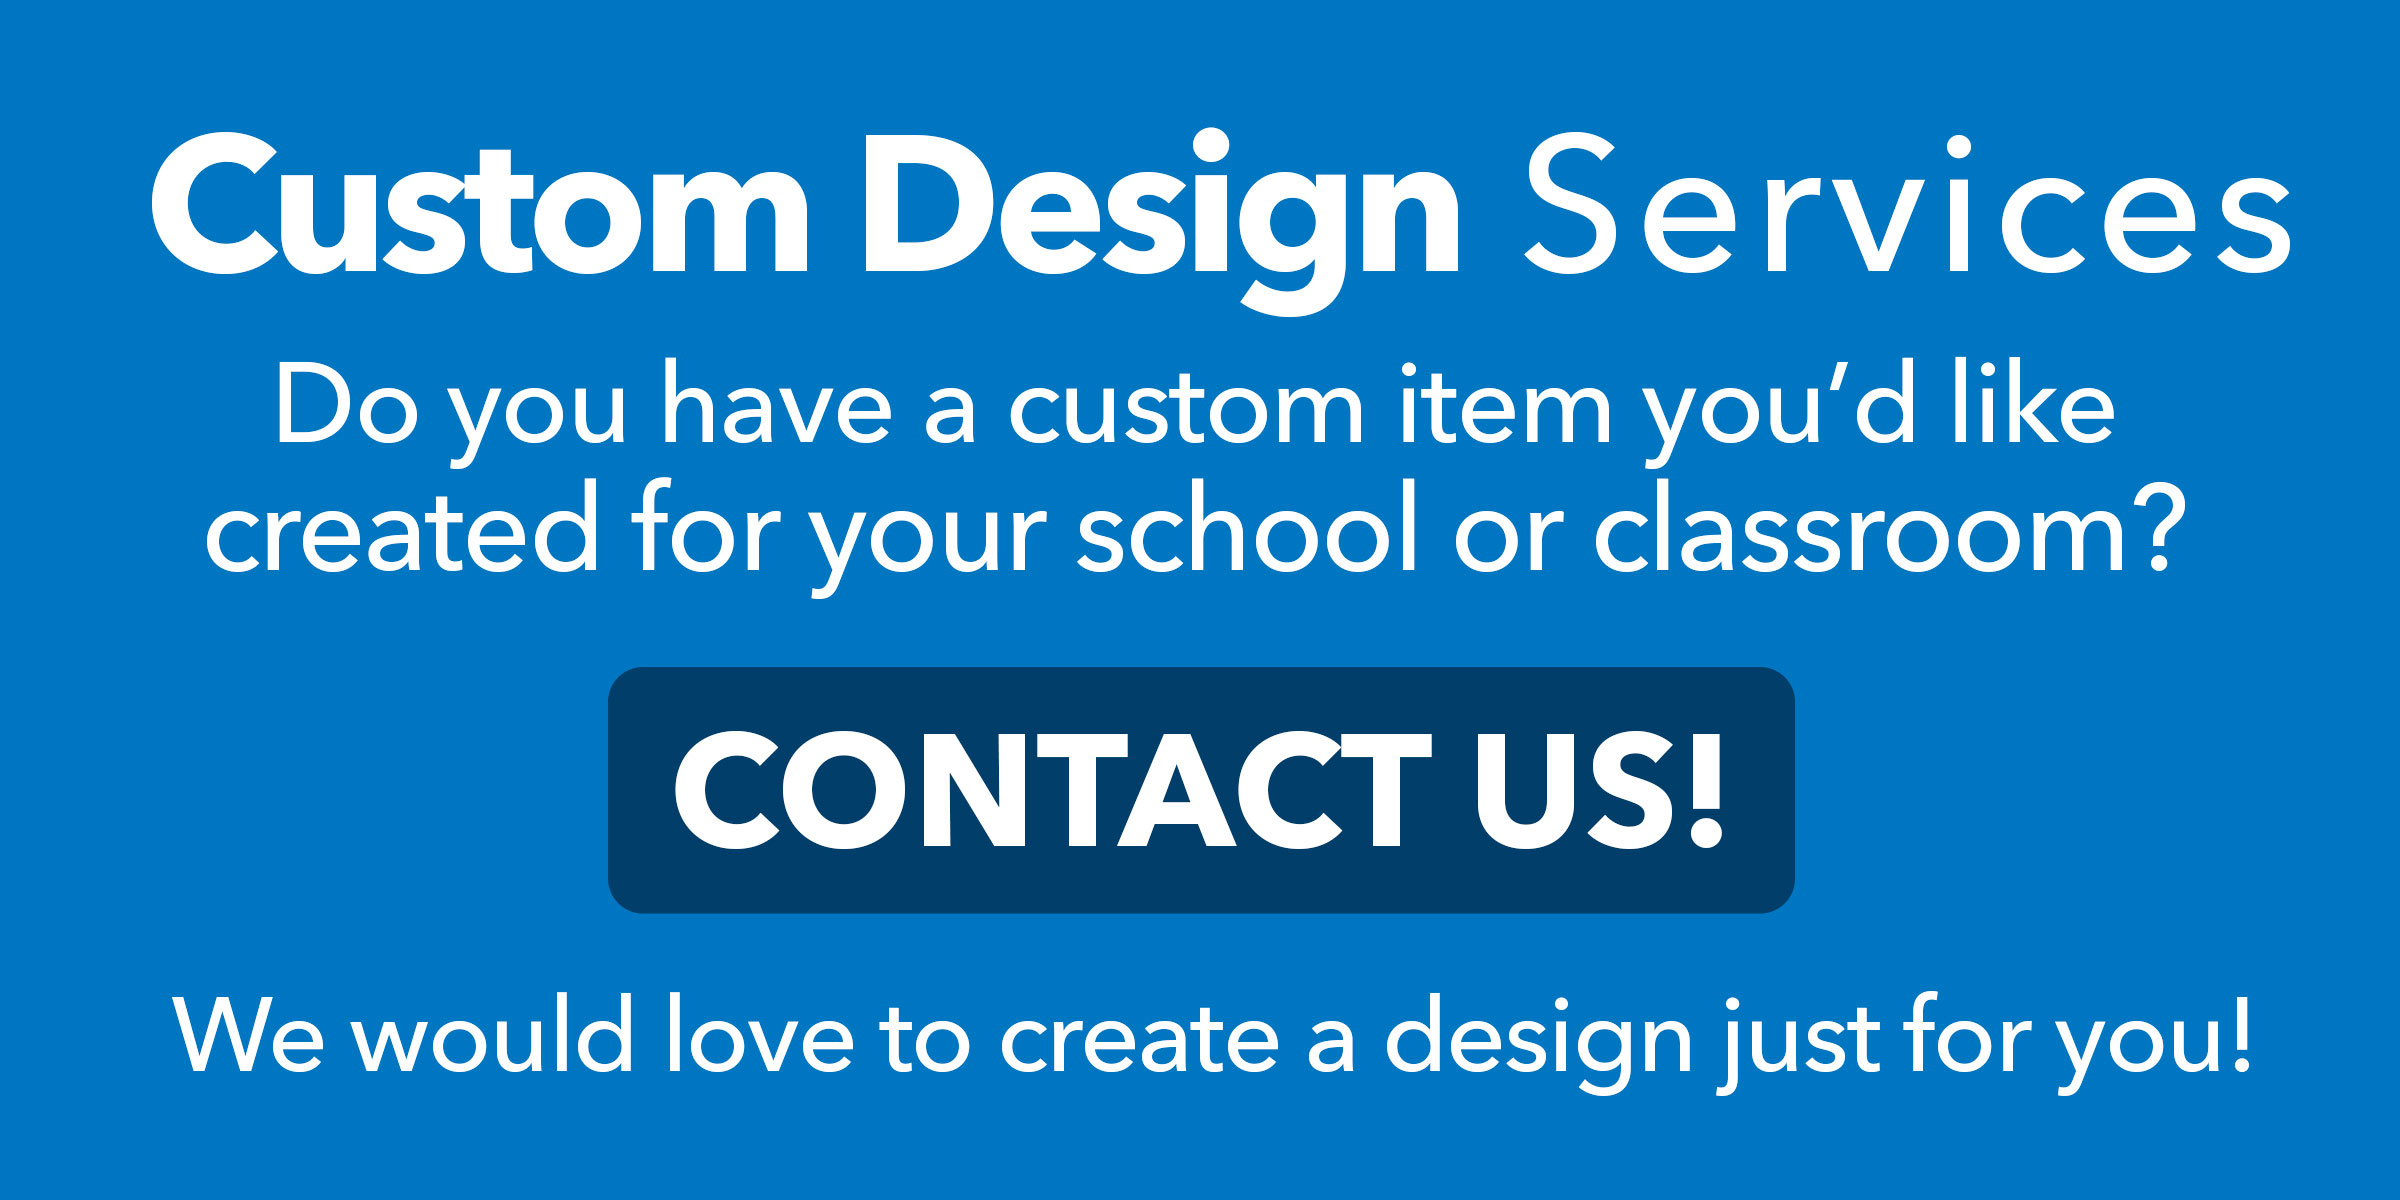 Custom Design Services
Do you have a custom item you’d like
created for your school or classroom?
CONTACT US!
We would love to create a design just for you!